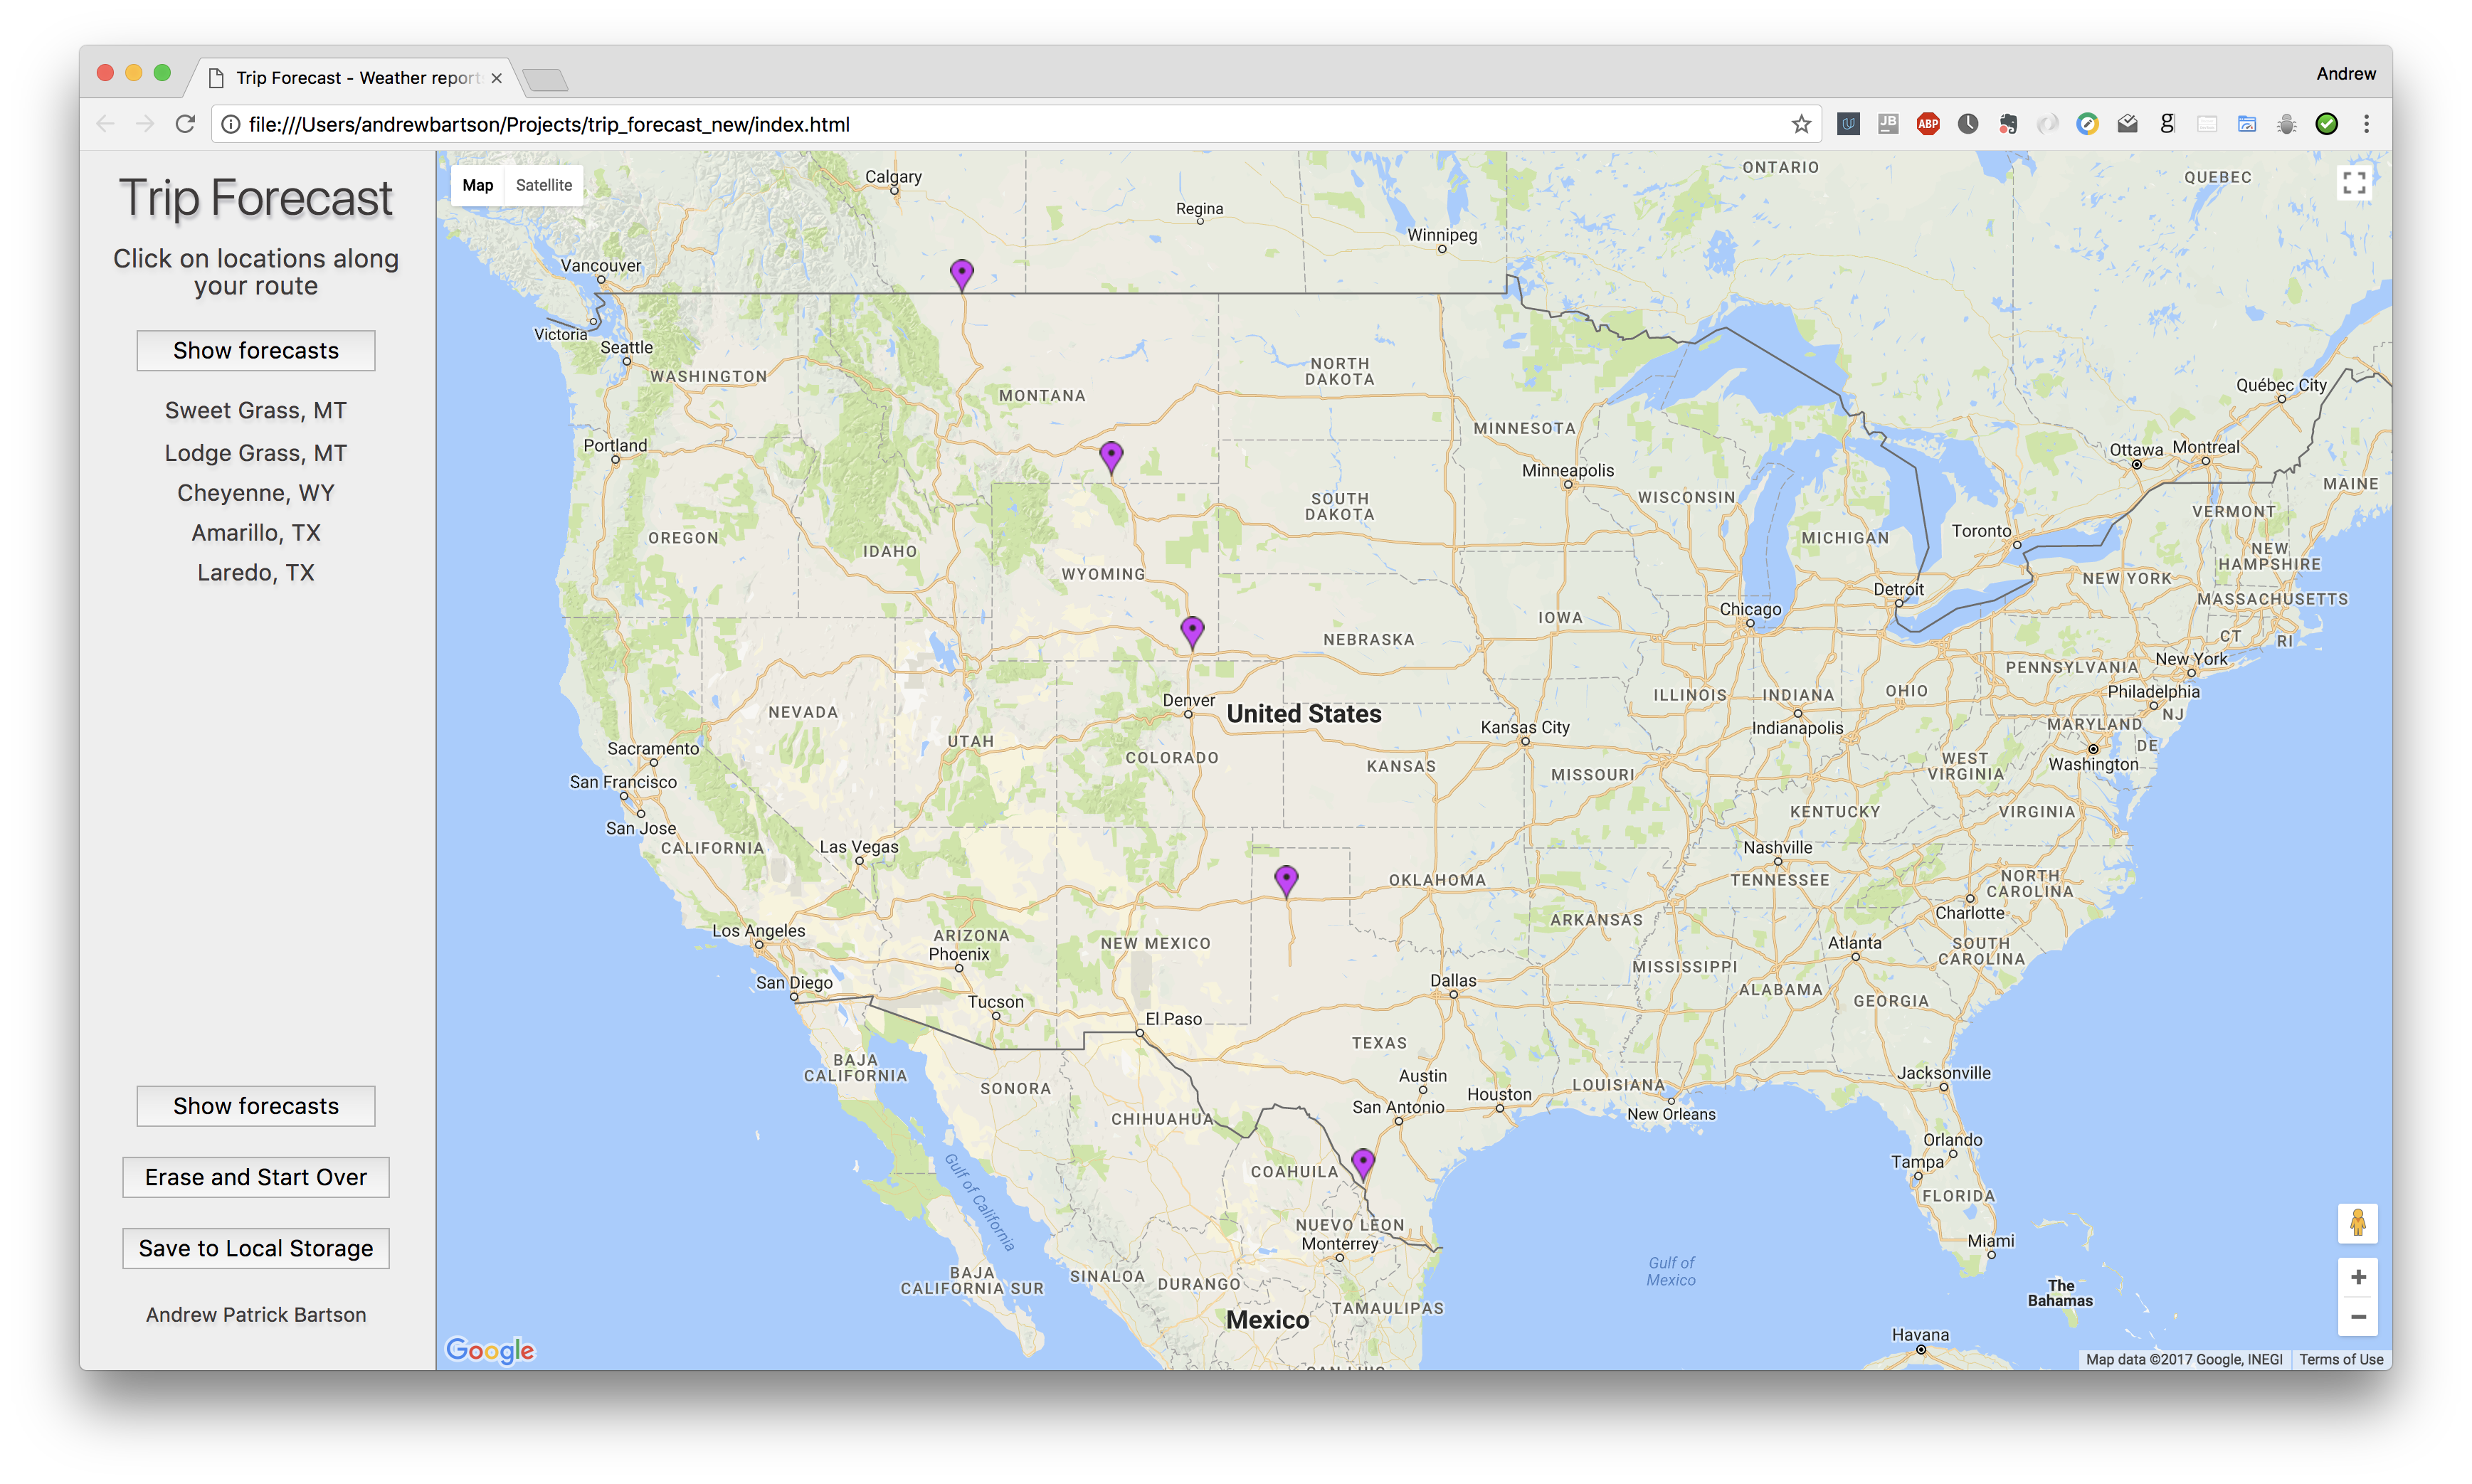 Trip Forecast - Weather report
Andrew
file:///Users/andrewbartson/Projects/trip_forecast_new/index.html
JB
ABP
g
Trip Forecast
Click on locations along
your route
Show forecasts
Sweet Grass, MT
Lodge Grass, MT
Cheyenne, WY
Amarillo, TX
Laredo, TX
Show forecasts
Erase and Start Over
Save to Local Storage
Andrew Patrick Bartson
Map
Satellite
Calgary
Regina
Winnipeg
ONTARIO
QUEBEC
Vancouver
Victoria
Seattle
WASHINGTON
MONTANA
NORTH
DAKOTA
Québec City
Portland
MINNESOTA
Minneapolis
Ottawa
Montreal
MAINE
SOUTH
DAKOTA
WISCONSIN
VERMONT
OREGON
IDAHO
MICHIGAN
Toronto
NEW
HAMPSHIRE
WYOMING
NEW YORK
Detroit
MASSACHUSETTS
Chicago
IOWA
NEBRASKA
CT
RI
PENNSYLVANIA
New York
Denver
United States
ILLINOIS
INDIANA
OHIO
Philadelphia
NEVADA
Kansas City
Indianapolis
MARYLAND
NJ
UTAH
Sacramento
COLORADO
KANSAS
MISSOURI
WEST
VIRGINIA
DE
Washington
San Francisco
San Jose
KENTUCKY
VIRGINIA
CALIFORNIA
Las Vegas
Nashville
OKLAHOMA
TENNESSEE
NORTH
CAROLINA
Charlotte
Los Angeles
ARIZONA
Phoenix
NEW MEXICO
ARKANSAS
Atlanta
SOUTH
CAROLINA
San Diego
Tucson
Dallas
MISSISSIPPI
ALABAMA
GEORGIA
El Paso
TEXAS
BAJA
CALIFORNIA
SONORA
Austin
Houston
LOUISIANA
Jacksonville
CHIHUAHUA
San Antonio
New Orleans
Orlando
Tampa
Gulf of California
COAHUILA
FLORIDA
NUEVO LEON
Monterrey
Miami
Gulf of
Mexico
BAJA
CALIFORNIA SUR
SINALOA
DURANGO
The
Bahamas
Mexico
TAMAULIPAS
Havana
Google
Map data ©2017 Google, INEGI
Terms of Use